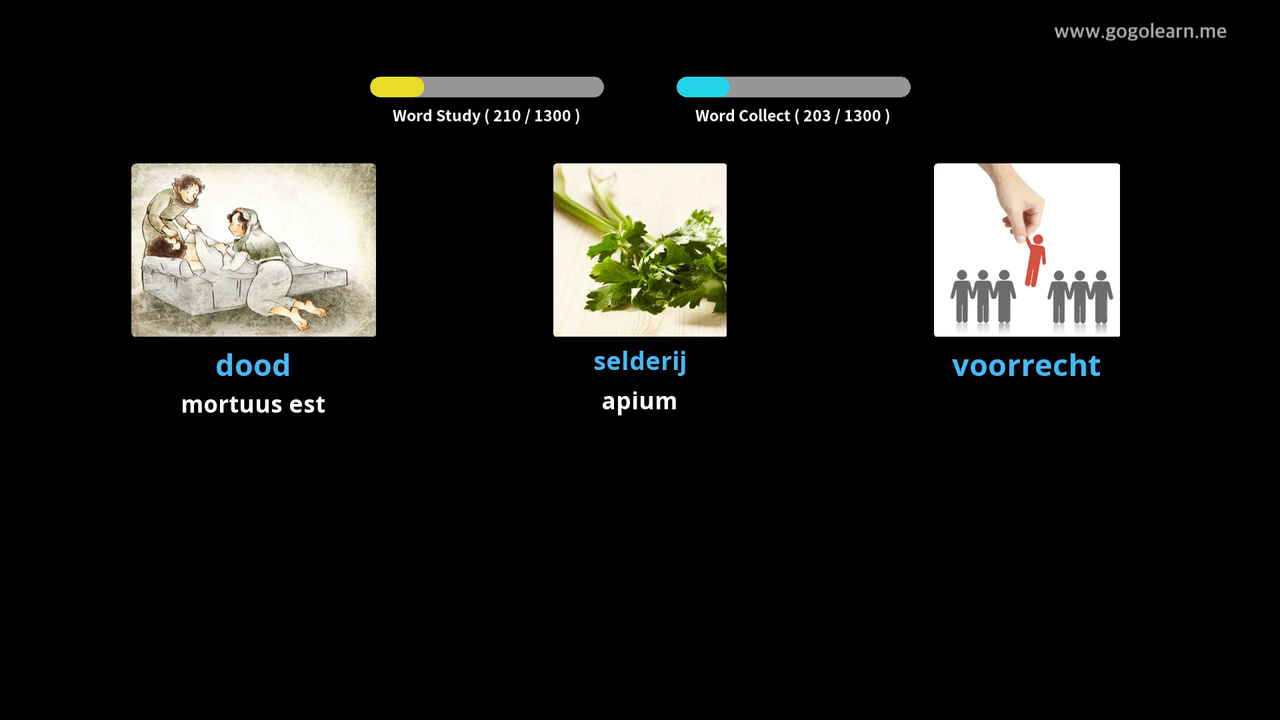 www.gogolearn.me
Word Study ( 210 / 1300 )
Word Collect ( 203 / 1300 )
dood
mortuus est
selderij
apium
voorrecht